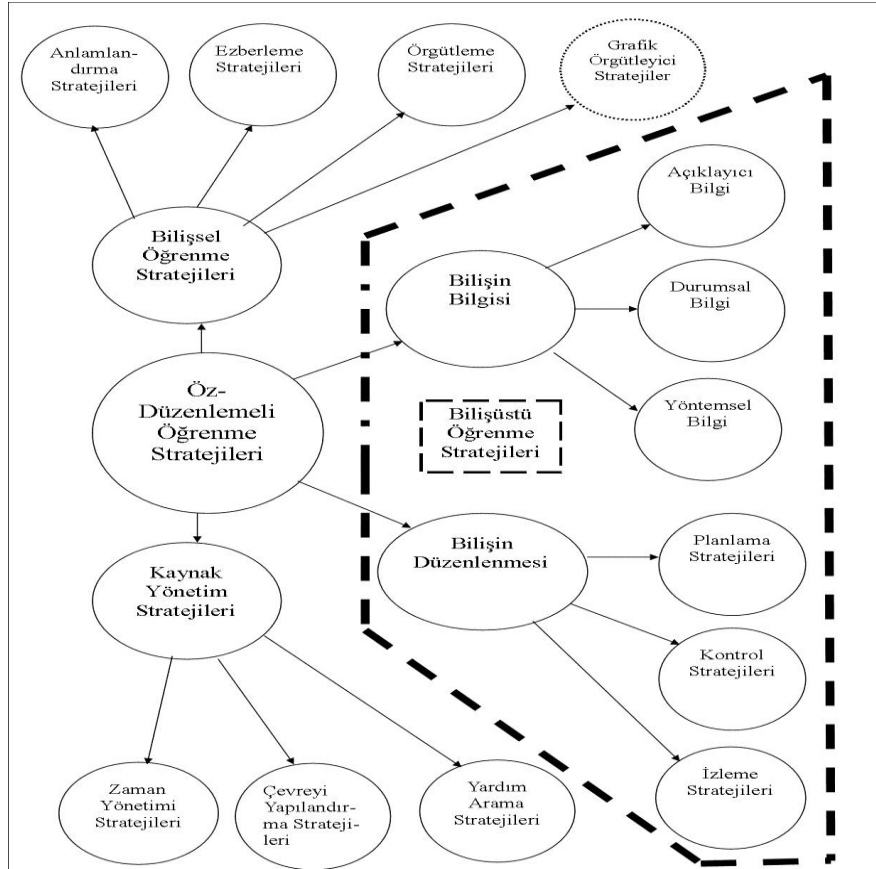 Anlamlan-
dırma
Stratejileri
Ezberleme
Stratejileri
Örgütleme
Stratejileri
Grafik
Örgütleyici
Stratejiler
Bilişsel
Öğrenme
Stratejileri
Açıklayıcı
Bilgi
Bilişin
Bilgisi
Durumsal
Bilgi
Öz-
Düzenlemeli
Öğrenme
Stratejileri
Bilişüstü
Öğrenme
Stratejileri
Yöntemsel
Bilgi
Bilişin
Düzenlenmesi
Planlama
Stratejileri
Kaynak
Yönetim
Stratejileri
Kontrol
Stratejileri
İzleme
Stratejileri
Zaman
Yönetimi
Stratejileri
Çevreyi
Yapılandır-
ma Strateji-
leri
Yardım
Arama
Stratejileri